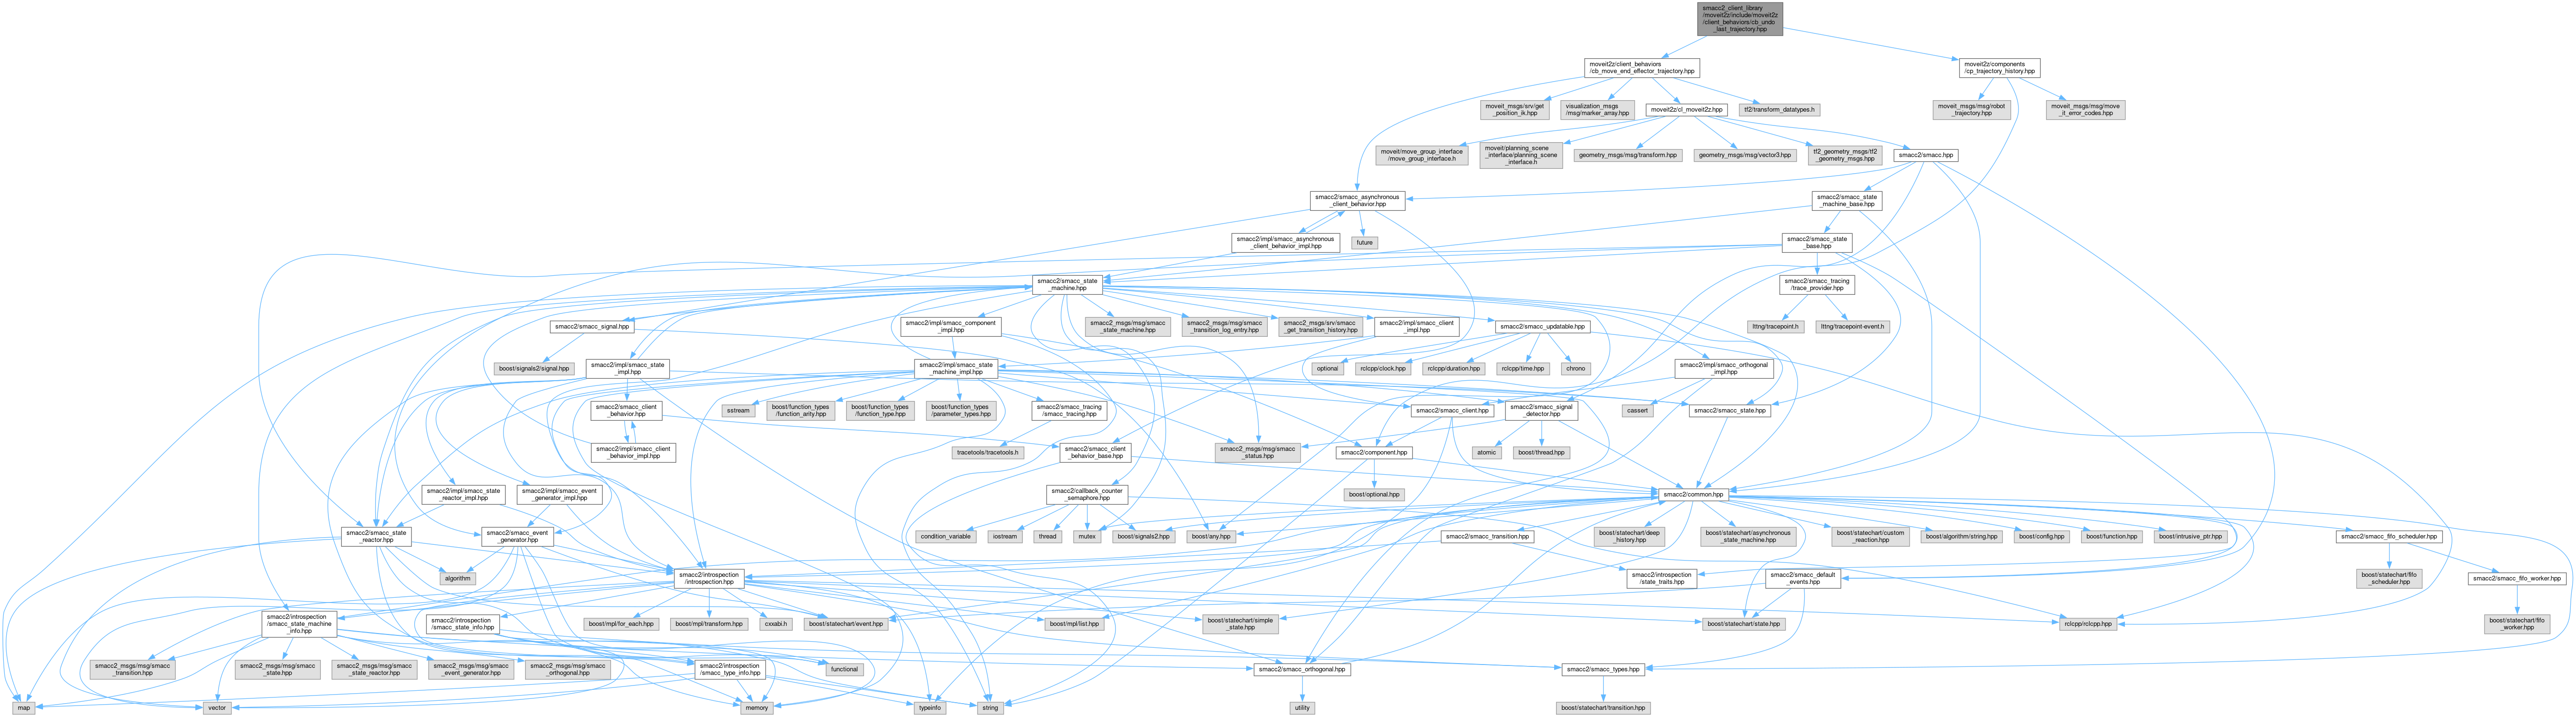 smacc2_client_library
/moveit2z/include/moveit2z
/client_behaviors/cb_undo
_last_trajectory.hpp
moveit2z/client_behaviors
/cb_move_end_effector_trajectory.hpp
moveit2z/components
/cp_trajectory_history.hpp
moveit_msgs/srv/get
_position_ik.hpp
visualization_msgs
/msg/marker_array.hpp
moveit2z/cl_moveit2z.hpp
tf2/transform_datatypes.h
moveit_msgs/msg/robot
_trajectory.hpp
moveit_msgs/msg/move
_it_error_codes.hpp
moveit/move_group_interface
/move_group_interface.h
moveit/planning_scene
_interface/planning_scene
_interface.h
geometry_msgs/msg/transform.hpp
geometry_msgs/msg/vector3.hpp
tf2_geometry_msgs/tf2
_geometry_msgs.hpp
smacc2/smacc.hpp
smacc2/smacc_asynchronous
_client_behavior.hpp
smacc2/smacc_state
_machine_base.hpp
smacc2/impl/smacc_asynchronous
_client_behavior_impl.hpp
future
smacc2/smacc_state
_base.hpp
smacc2/smacc_state
_machine.hpp
smacc2/smacc_tracing
/trace_provider.hpp
smacc2/smacc_signal.hpp
smacc2/impl/smacc_component
_impl.hpp
smacc2_msgs/msg/smacc
_state_machine.hpp
smacc2_msgs/msg/smacc
_transition_log_entry.hpp
smacc2_msgs/srv/smacc
_get_transition_history.hpp
smacc2/impl/smacc_client
_impl.hpp
smacc2/smacc_updatable.hpp
lttng/tracepoint.h
lttng/tracepoint-event.h
boost/signals2/signal.hpp
smacc2/impl/smacc_state
_impl.hpp
smacc2/impl/smacc_state
_machine_impl.hpp
optional
rclcpp/clock.hpp
rclcpp/duration.hpp
rclcpp/time.hpp
chrono
smacc2/impl/smacc_orthogonal
_impl.hpp
smacc2/smacc_client
_behavior.hpp
sstream
boost/function_types
/function_arity.hpp
boost/function_types
/function_type.hpp
boost/function_types
/parameter_types.hpp
smacc2/smacc_tracing
/smacc_tracing.hpp
smacc2/smacc_client.hpp
smacc2/smacc_signal
_detector.hpp
cassert
smacc2/smacc_state.hpp
smacc2/impl/smacc_client
_behavior_impl.hpp
tracetools/tracetools.h
smacc2/smacc_client
_behavior_base.hpp
smacc2_msgs/msg/smacc
_status.hpp
smacc2/component.hpp
atomic
boost/thread.hpp
smacc2/impl/smacc_state
_reactor_impl.hpp
smacc2/impl/smacc_event
_generator_impl.hpp
smacc2/callback_counter
_semaphore.hpp
boost/optional.hpp
smacc2/common.hpp
smacc2/smacc_state
_reactor.hpp
smacc2/smacc_event
_generator.hpp
condition_variable
iostream
thread
mutex
boost/signals2.hpp
boost/any.hpp
smacc2/smacc_transition.hpp
boost/statechart/deep
_history.hpp
boost/statechart/asynchronous
_state_machine.hpp
boost/statechart/custom
_reaction.hpp
boost/algorithm/string.hpp
boost/config.hpp
boost/function.hpp
boost/intrusive_ptr.hpp
smacc2/smacc_fifo_scheduler.hpp
algorithm
smacc2/introspection
/introspection.hpp
smacc2/introspection
/state_traits.hpp
smacc2/smacc_default
_events.hpp
boost/statechart/fifo
_scheduler.hpp
smacc2/smacc_fifo_worker.hpp
smacc2/introspection
/smacc_state_machine
_info.hpp
smacc2/introspection
/smacc_state_info.hpp
boost/mpl/for_each.hpp
boost/mpl/transform.hpp
cxxabi.h
boost/statechart/event.hpp
boost/mpl/list.hpp
boost/statechart/simple
_state.hpp
boost/statechart/state.hpp
rclcpp/rclcpp.hpp
boost/statechart/fifo
_worker.hpp
smacc2_msgs/msg/smacc
_transition.hpp
smacc2_msgs/msg/smacc
_state.hpp
smacc2_msgs/msg/smacc
_state_reactor.hpp
smacc2_msgs/msg/smacc
_event_generator.hpp
smacc2_msgs/msg/smacc
_orthogonal.hpp
smacc2/introspection
/smacc_type_info.hpp
functional
smacc2/smacc_orthogonal.hpp
smacc2/smacc_types.hpp
map
vector
memory
typeinfo
string
utility
boost/statechart/transition.hpp